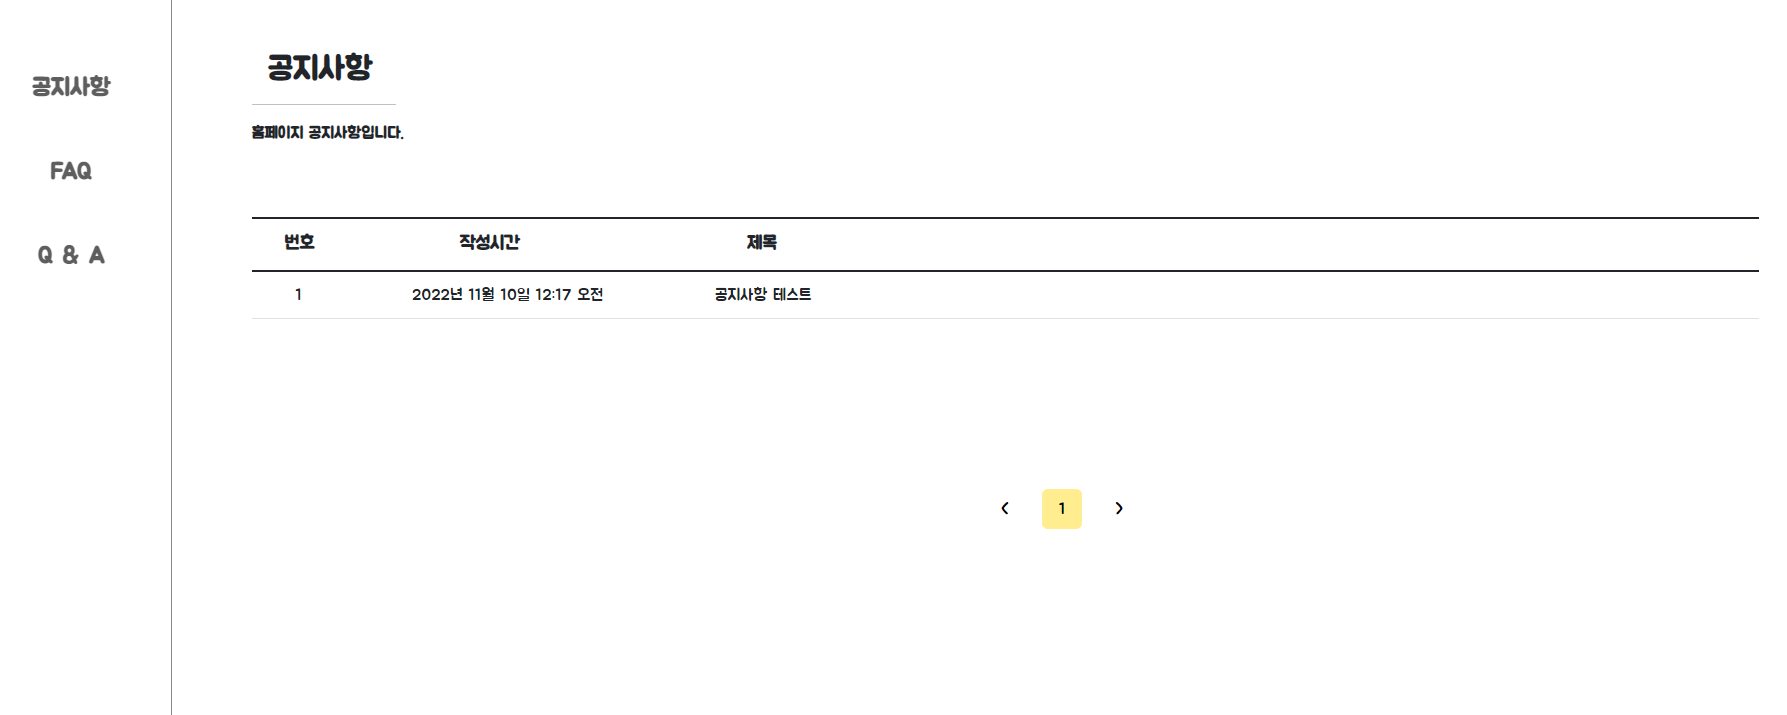 공지사항
FAQ
Q & A
공지사항
홈페이지 공지사항입니다.
번호 작성시간 제목
1 2022년 11월 10일 12:17 오전 공지사항 테스트
‹ 1 ›